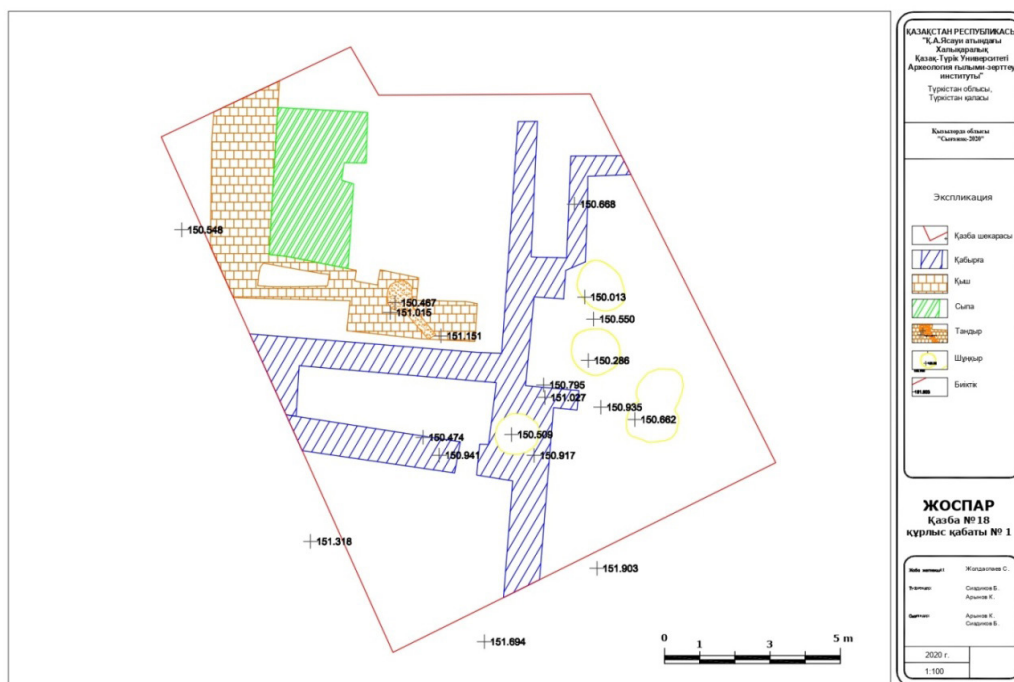 150.668
150.548
150.013
150.467
151.015
150.550
151.151
150.286
150.795
151.027
150.935
150.662
150.509
150.474
150.941
150.917
151.318
151.903
151.694
0 1 3 5 m
ҚАЗАҚСТАН РЕСПУБЛИКАСЫ
"Қ.А.Ясауи атындағы
Халықаралық
Қазақ-Түрік Университеті
Археология ғылыми-зерттеу
институты"
Түркістан облысы,
Түркістан қаласы
Қызылорда облысы
"Сығанақ-2020"
Экспликация
Қазба шекарасы
Қабырға
Қыш
Сыпа
Тандыр
Шұңқыр
Биіктік
ЖОСПАР
Қазба №18
құрлыс қабаты № 1
Жолдасбаев С.
Сиздиков Б.
Арынов К.
Арынов К.
Сиздиков Б.
2020 г.
1:100